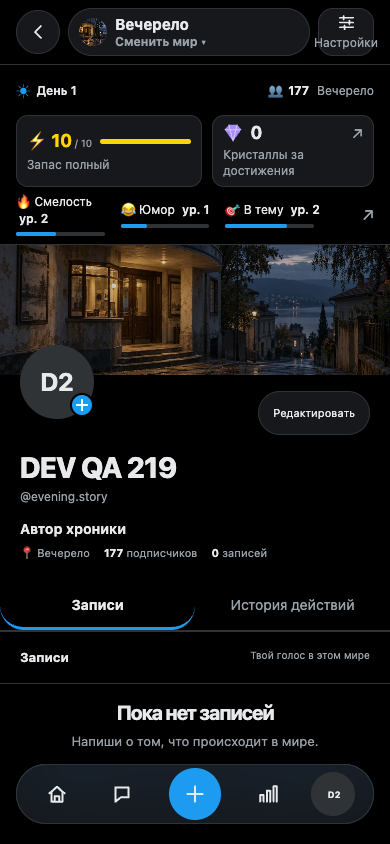 Вечерело
Сменить мир ▾
Настройки
День 1
177 Вечерело
10 / 10
Запас полный
0
Кристаллы за
достижения
Смелость
ур. 2
Юмор ур. 1
В тему ур. 2
D2
Редактировать
DEV QA 219
@evening.story
Автор хроники
Вечерело 177 подписчиков 0 записей
Записи
История действий
Записи
Твой голос в этом мире
Пока нет записей
Напиши о том, что происходит в мире.
D2